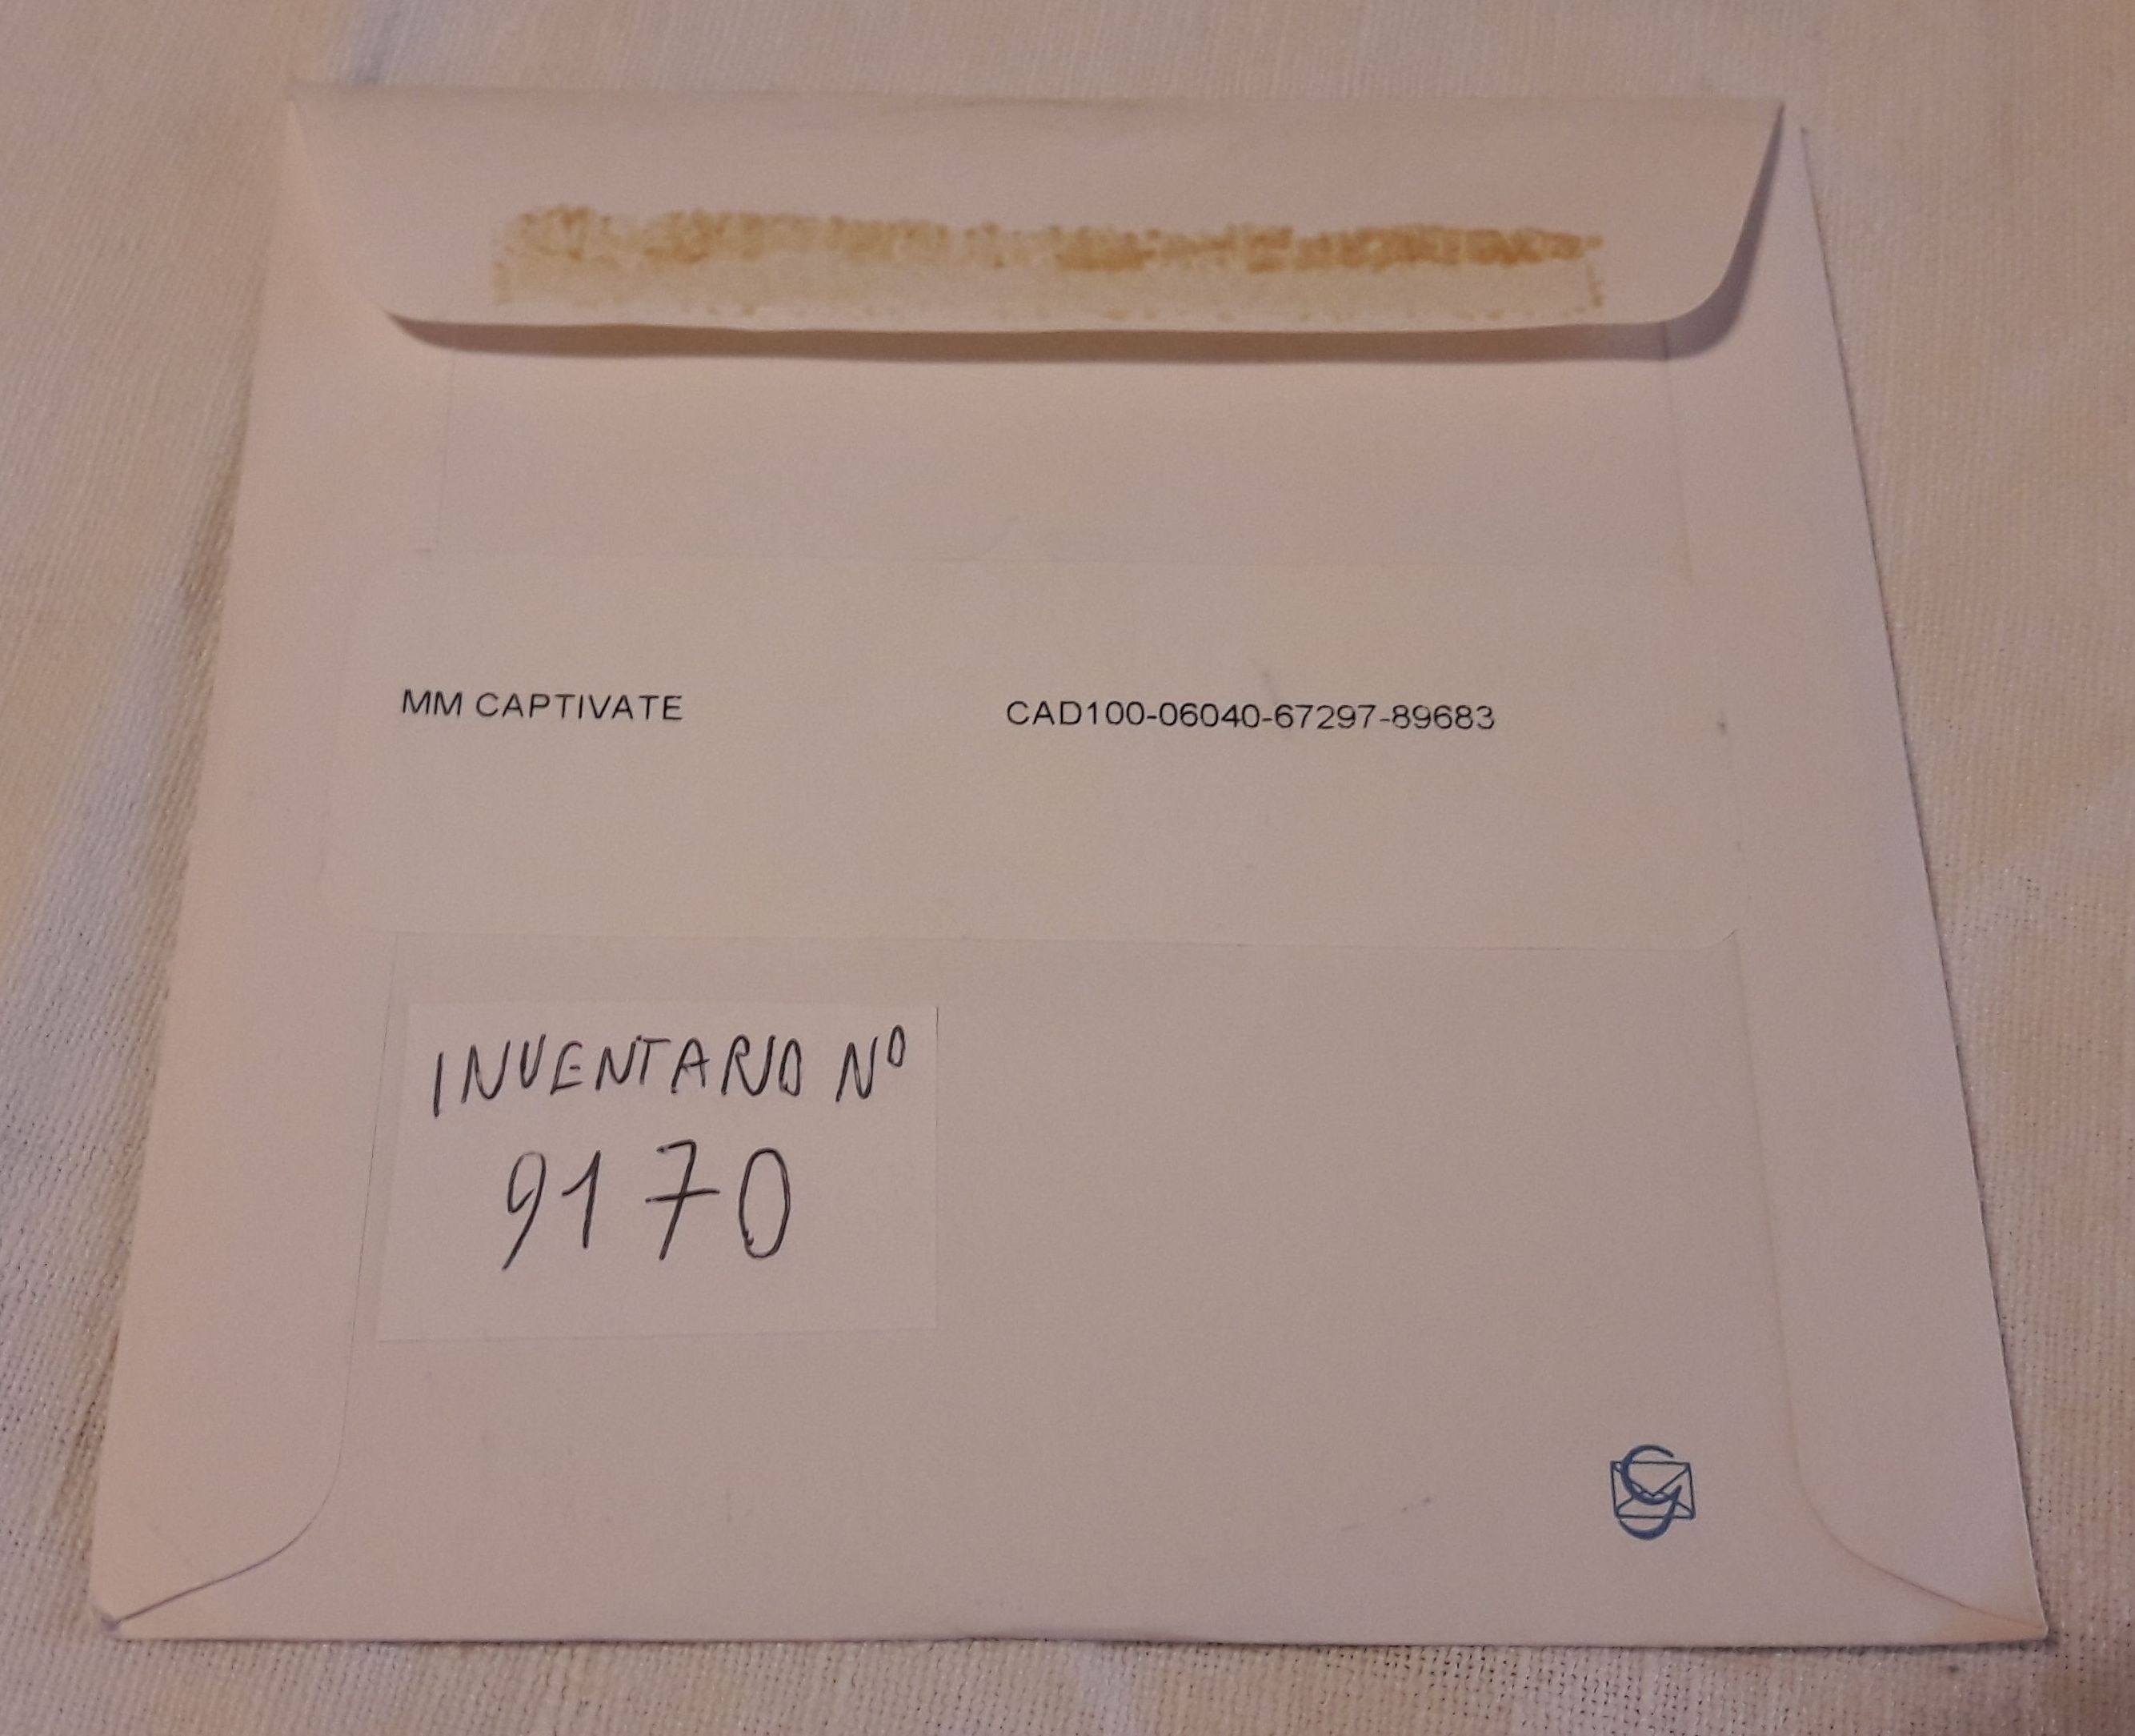 MM CAPTIVATE CAD100-06040-67297-89683
INVENTARIO Nº
9170